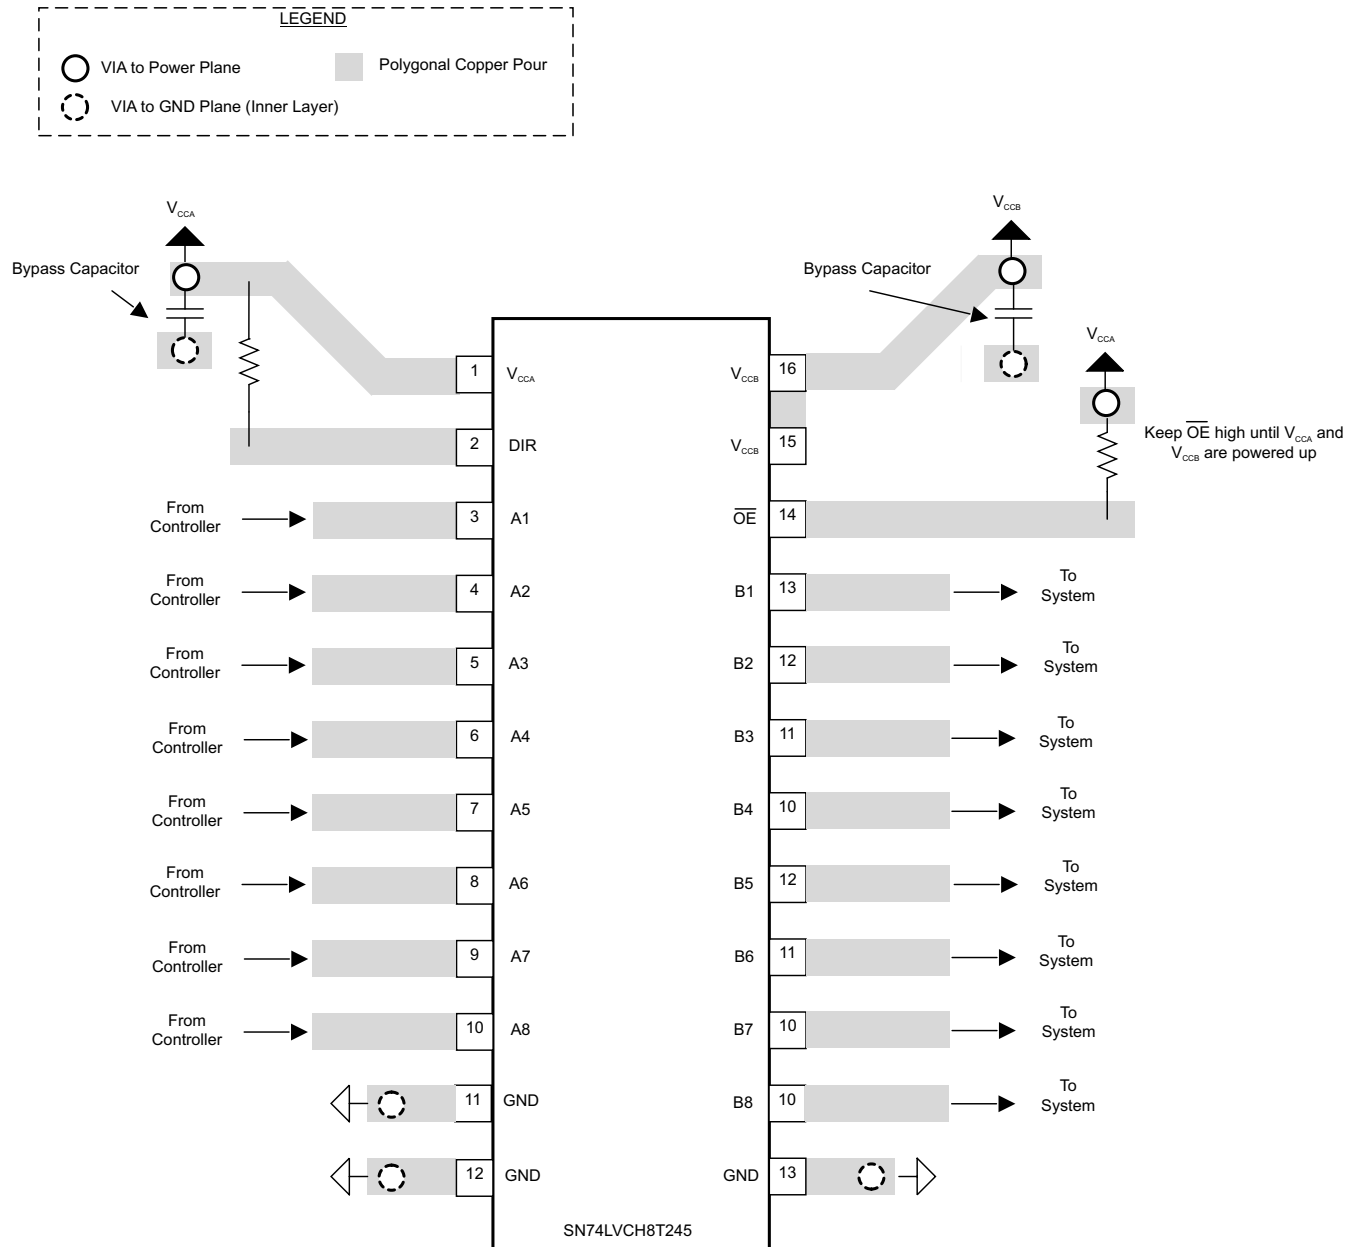 LEGEND
VIA to Power Plane
Polygonal Copper Pour
VIA to GND Plane (Inner Layer)
VCCA
VCCB
Bypass Capacitor
Bypass Capacitor
VCCA
1 VCCA
VCCB 16
Keep OE high until VCCA and
VCCB are powered up
2 DIR
VCCB 15
From
Controller
3 A1
OE 14
From
Controller
4 A2
B1 13
To
System
From
Controller
5 A3
B2 12
To
System
From
Controller
6 A4
B3 11
To
System
From
Controller
7 A5
B4 10
To
System
From
Controller
8 A6
B5 12
To
System
From
Controller
9 A7
B6 11
To
System
From
Controller
10 A8
B7 10
To
System
11 GND
B8 10
To
System
12 GND
GND 13
SN74LVCH8T245